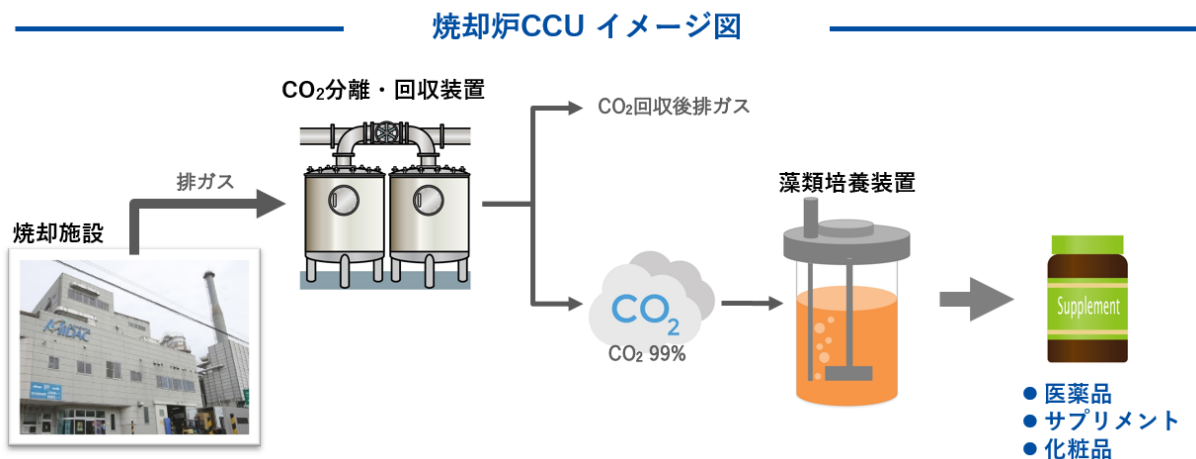 焼却炉CCU イメージ図
CO₂分離・回収装置
CO₂回収後排ガス
排ガス
藻類培養装置
焼却施設
MIDAC
CO₂
CO₂ 99%
Supplement
● 医薬品
● サプリメント
● 化粧品